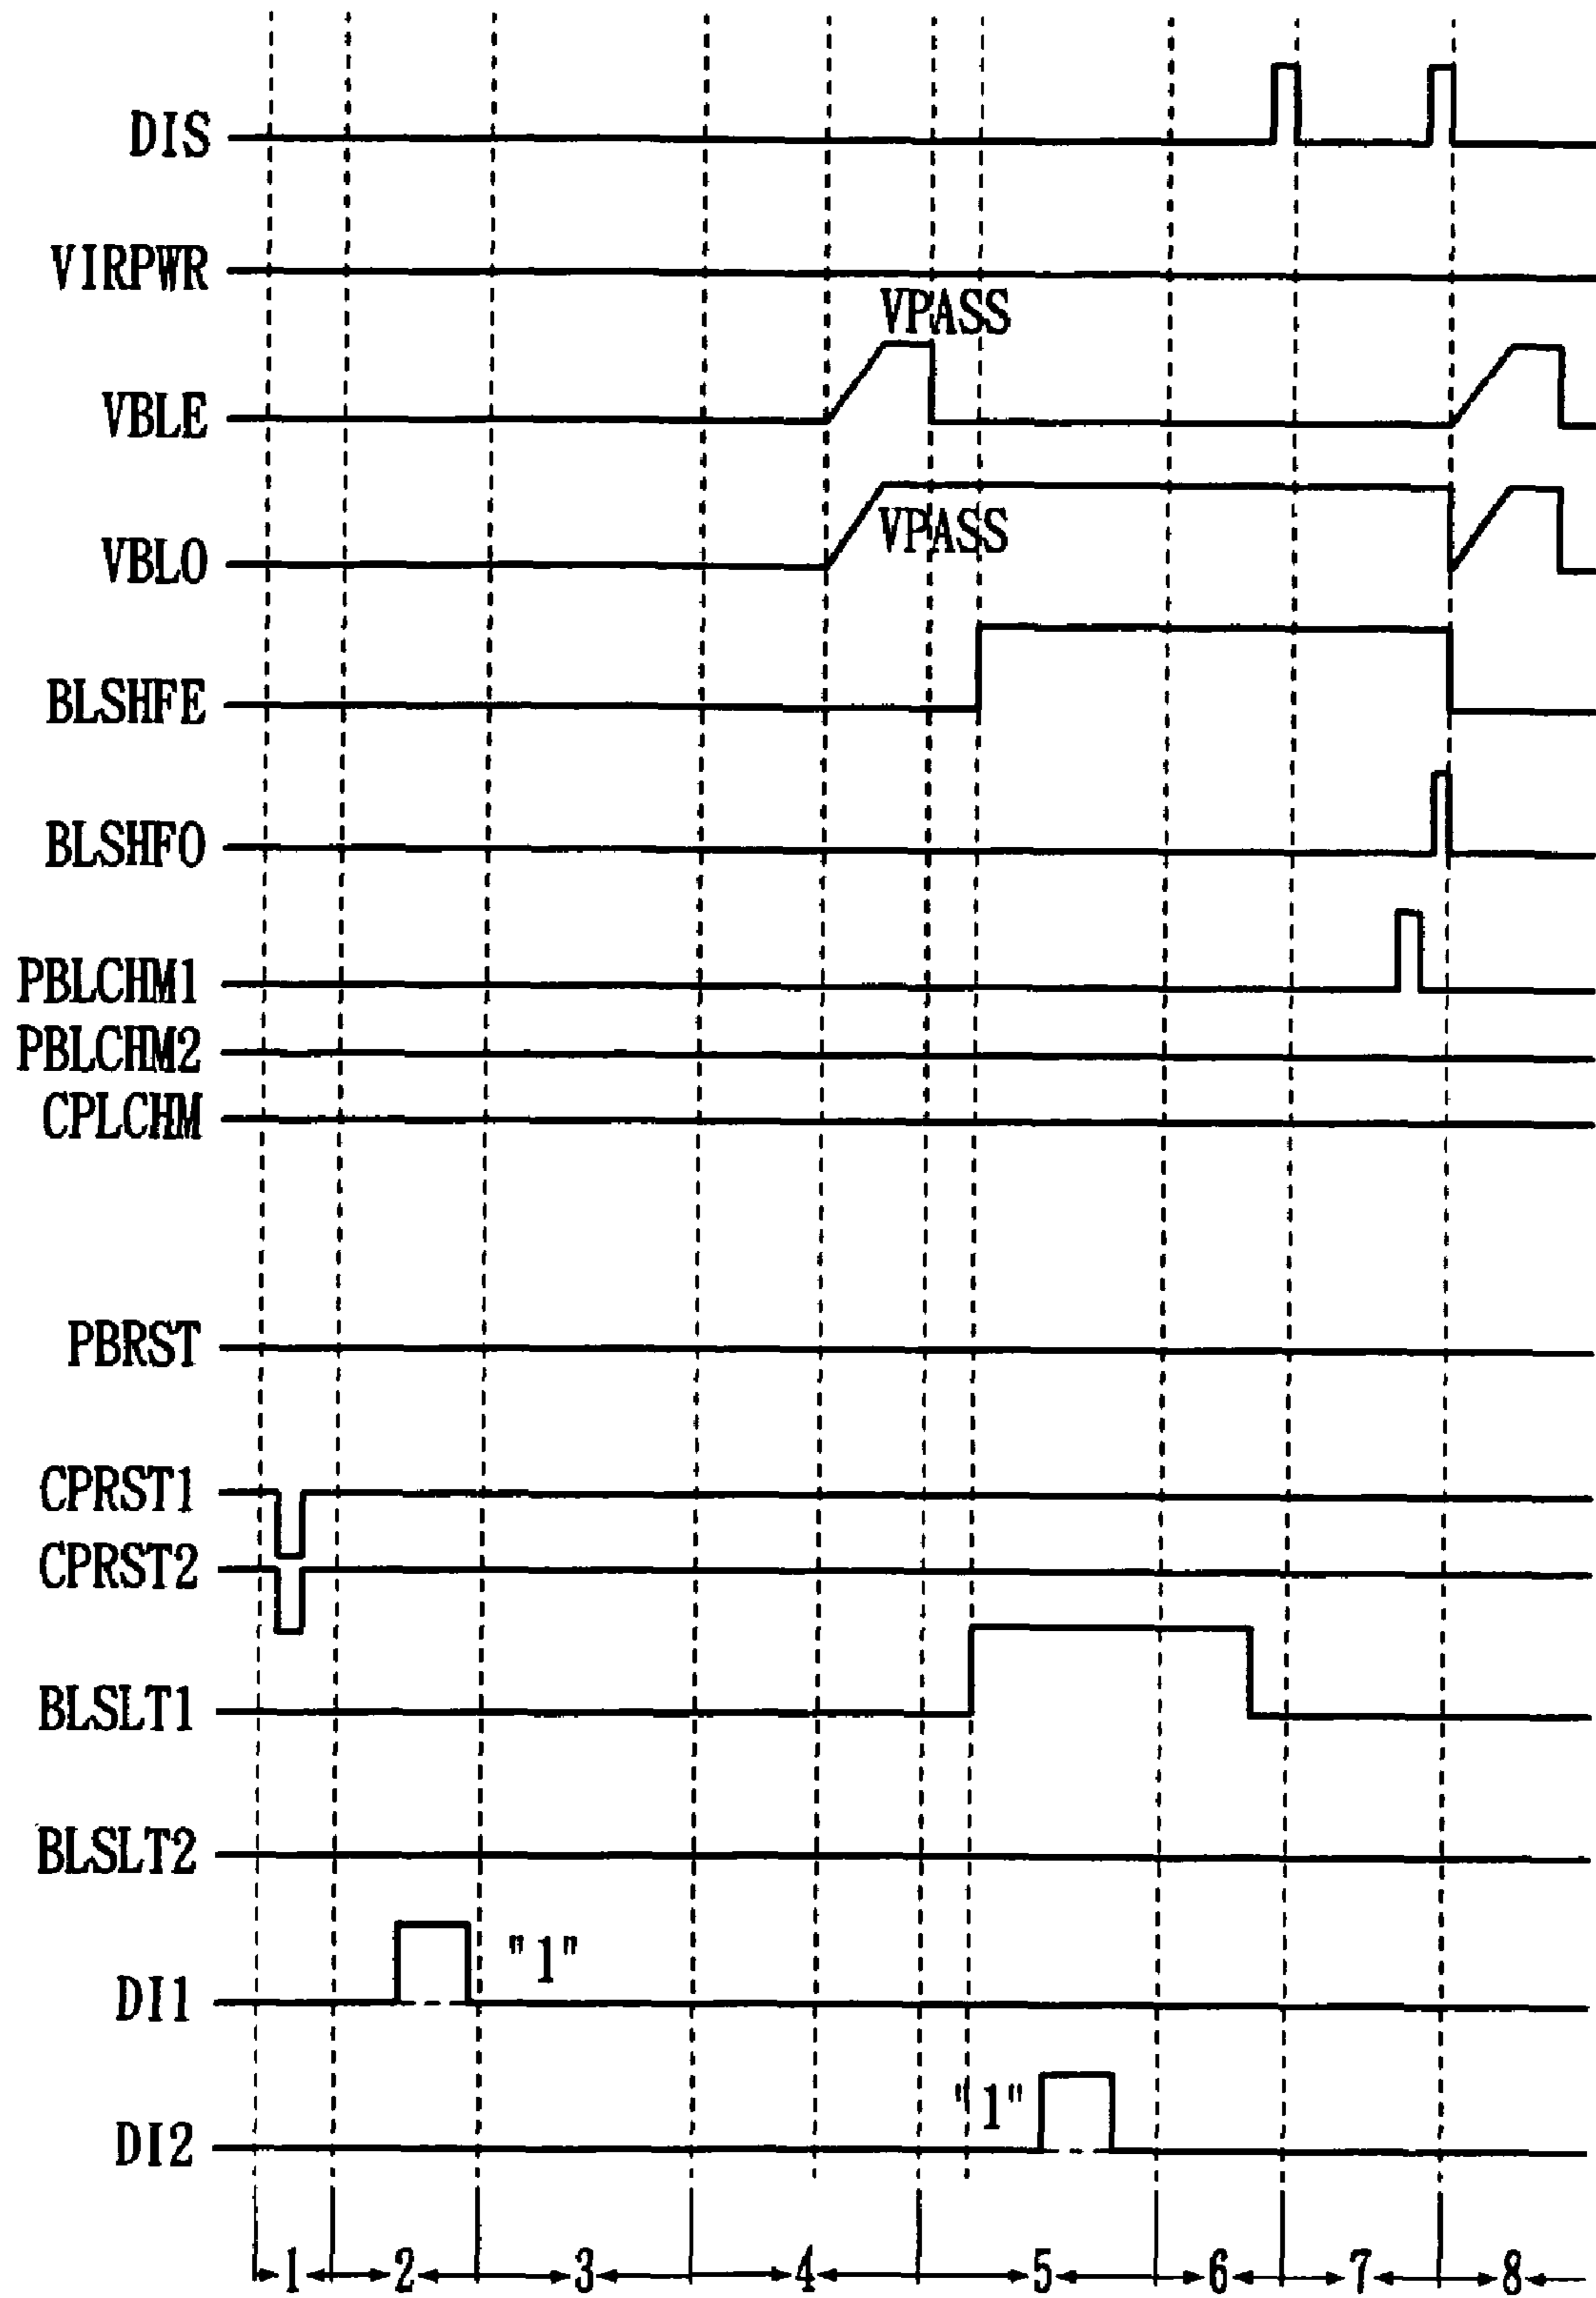 DIS
VIRPWR
VPASS
VBLE
VPASS
VBLO
BLSHFE
BLSHFO
PBLCHM1
PBLCHM2
CPLCHM
PBRST
CPRST1
CPRST2
BLSLT1
BLSLT2
"1"
DI1
"1"
DI2
1 2 3 4 5 6 7 8